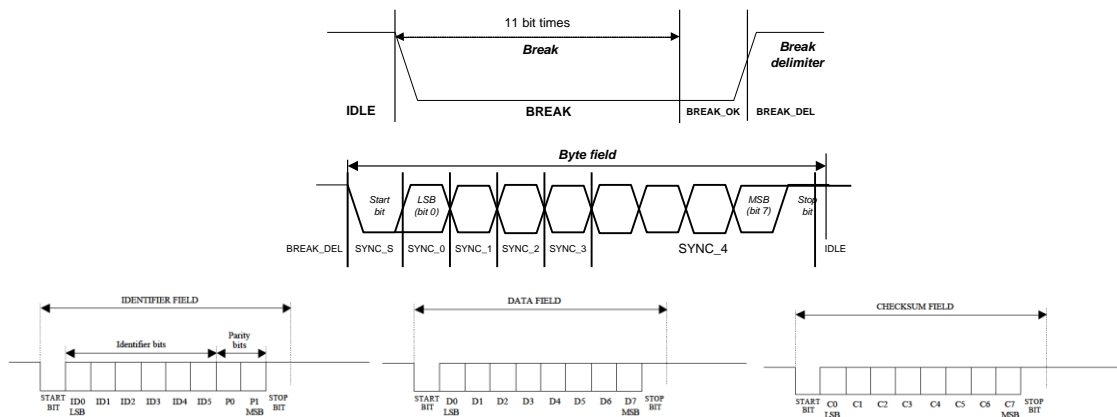 11 bit times
Break
Break
delimiter
IDLE
BREAK
BREAK_OK
BREAK_DEL
Byte field
Start
bit
LSB
(bit 0)
MSB
(bit 7)
Stop
bit
BREAK_DEL
SYNC_S
SYNC_0
SYNC_1
SYNC_2
SYNC_3
SYNC_4
IDLE
IDENTIFIER FIELD
Identifier bits
Parity
bits
START
BIT
ID0
LSB
ID1
ID2
ID3
ID4
ID5
P0
P1
MSB
STOP
BIT
DATA FIELD
START
BIT
D0
LSB
D1
D2
D3
D4
D5
D6
D7
MSB
STOP
BIT
CHECKSUM FIELD
START
BIT
C0
LSB
C1
C2
C3
C4
C5
C6
C7
MSB
STOP
BIT